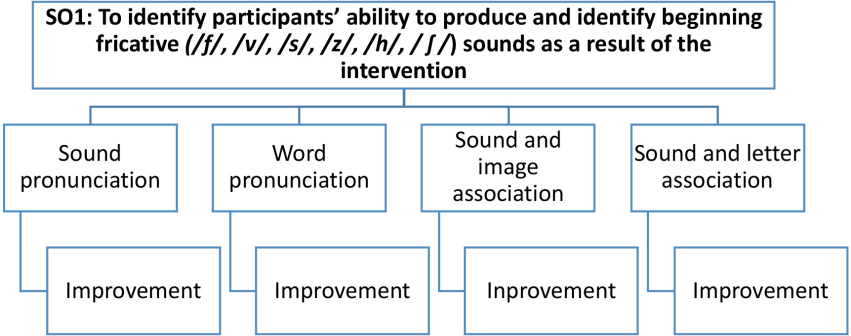 SO1: To identify participants’ ability to produce and identify beginning
fricative (/f/, /v/, /s/, /z/, /h/, /ʃ/) sounds as a result of the
intervention
Sound
pronunciation
Word
pronunciation
Sound and
image
association
Sound and letter
association
Improvement
Improvement
Inprovement
Improvement